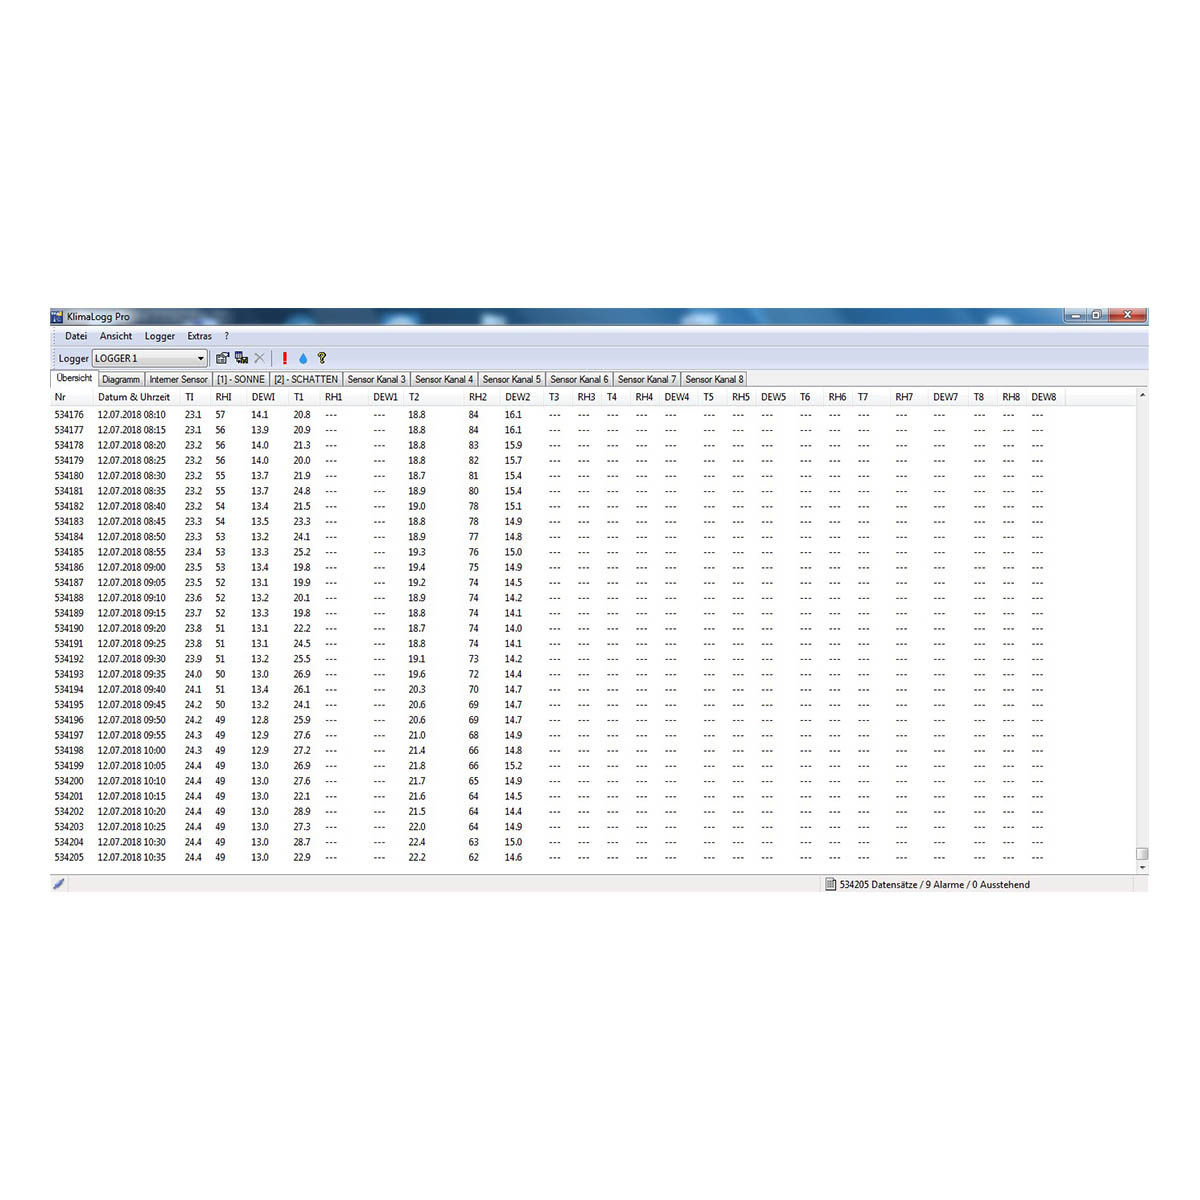 KlimaLogg Pro
Datei Ansicht Logger Extras ?
Logger LOGGER 1
Übersicht Diagramm Interner Sensor [1] - SONNE [2] - SCHATTEN Sensor Kanal 3 Sensor Kanal 4 Sensor Kanal 5 Sensor Kanal 6 Sensor Kanal 7 Sensor Kanal 8
Nr Datum & Uhrzeit TI RHI DEWI T1 RH1 DEW1 T2 RH2 DEW2 T3 RH3 T4 RH4 DEW4 T5 RH5 DEW5 T6 RH6 T7 RH7 DEW7 T8 RH8 DEW8
534176 12.07.2018 08:10 23.1 57 14.1 20.8 --- --- 18.8 84 16.1 --- --- --- --- --- --- --- --- --- --- --- --- --- --- --- ---
534177 12.07.2018 08:15 23.1 56 13.9 20.9 --- --- 18.8 84 16.1 --- --- --- --- --- --- --- --- --- --- --- --- --- --- --- ---
534178 12.07.2018 08:20 23.2 56 14.0 21.3 --- --- 18.8 83 15.9 --- --- --- --- --- --- --- --- --- --- --- --- --- --- --- ---
534179 12.07.2018 08:25 23.2 56 14.0 20.0 --- --- 18.8 82 15.7 --- --- --- --- --- --- --- --- --- --- --- --- --- --- --- ---
534180 12.07.2018 08:30 23.2 55 13.7 21.9 --- --- 18.7 81 15.4 --- --- --- --- --- --- --- --- --- --- --- --- --- --- --- ---
534181 12.07.2018 08:35 23.2 55 13.7 24.8 --- --- 18.9 80 15.4 --- --- --- --- --- --- --- --- --- --- --- --- --- --- --- ---
534182 12.07.2018 08:40 23.2 54 13.4 21.5 --- --- 19.0 78 15.1 --- --- --- --- --- --- --- --- --- --- --- --- --- --- --- ---
534183 12.07.2018 08:45 23.3 54 13.5 23.3 --- --- 18.8 78 14.9 --- --- --- --- --- --- --- --- --- --- --- --- --- --- --- ---
534184 12.07.2018 08:50 23.3 53 13.2 24.1 --- --- 18.9 77 14.8 --- --- --- --- --- --- --- --- --- --- --- --- --- --- --- ---
534185 12.07.2018 08:55 23.4 53 13.3 25.2 --- --- 19.3 76 15.0 --- --- --- --- --- --- --- --- --- --- --- --- --- --- --- ---
534186 12.07.2018 09:00 23.5 53 13.4 19.8 --- --- 19.4 75 14.9 --- --- --- --- --- --- --- --- --- --- --- --- --- --- --- ---
534187 12.07.2018 09:05 23.5 52 13.1 19.9 --- --- 19.2 74 14.5 --- --- --- --- --- --- --- --- --- --- --- --- --- --- --- ---
534188 12.07.2018 09:10 23.6 52 13.2 20.1 --- --- 18.9 74 14.2 --- --- --- --- --- --- --- --- --- --- --- --- --- --- --- ---
534189 12.07.2018 09:15 23.7 52 13.3 19.8 --- --- 18.8 74 14.1 --- --- --- --- --- --- --- --- --- --- --- --- --- --- --- ---
534190 12.07.2018 09:20 23.8 51 13.1 22.2 --- --- 18.7 74 14.0 --- --- --- --- --- --- --- --- --- --- --- --- --- --- --- ---
534191 12.07.2018 09:25 23.8 51 13.1 24.5 --- --- 18.8 74 14.1 --- --- --- --- --- --- --- --- --- --- --- --- --- --- --- ---
534192 12.07.2018 09:30 23.9 51 13.2 25.5 --- --- 19.1 73 14.2 --- --- --- --- --- --- --- --- --- --- --- --- --- --- --- ---
534193 12.07.2018 09:35 24.0 50 13.0 26.9 --- --- 19.6 72 14.4 --- --- --- --- --- --- --- --- --- --- --- --- --- --- --- ---
534194 12.07.2018 09:40 24.1 51 13.4 26.1 --- --- 20.3 70 14.7 --- --- --- --- --- --- --- --- --- --- --- --- --- --- --- ---
534195 12.07.2018 09:45 24.2 50 13.2 24.1 --- --- 20.6 69 14.7 --- --- --- --- --- --- --- --- --- --- --- --- --- --- --- ---
534196 12.07.2018 09:50 24.2 49 12.8 25.9 --- --- 20.6 69 14.7 --- --- --- --- --- --- --- --- --- --- --- --- --- --- --- ---
534197 12.07.2018 09:55 24.3 49 12.9 27.6 --- --- 21.0 68 14.9 --- --- --- --- --- --- --- --- --- --- --- --- --- --- --- ---
534198 12.07.2018 10:00 24.3 49 12.9 27.2 --- --- 21.4 66 14.8 --- --- --- --- --- --- --- --- --- --- --- --- --- --- --- ---
534199 12.07.2018 10:05 24.4 49 13.0 26.9 --- --- 21.8 66 15.2 --- --- --- --- --- --- --- --- --- --- --- --- --- --- --- ---
534200 12.07.2018 10:10 24.4 49 13.0 27.6 --- --- 21.7 65 14.9 --- --- --- --- --- --- --- --- --- --- --- --- --- --- --- ---
534201 12.07.2018 10:15 24.4 49 13.0 22.1 --- --- 21.6 64 14.5 --- --- --- --- --- --- --- --- --- --- --- --- --- --- --- ---
534202 12.07.2018 10:20 24.4 49 13.0 28.9 --- --- 21.5 64 14.4 --- --- --- --- --- --- --- --- --- --- --- --- --- --- --- ---
534203 12.07.2018 10:25 24.4 49 13.0 27.3 --- --- 22.0 64 14.9 --- --- --- --- --- --- --- --- --- --- --- --- --- --- --- ---
534204 12.07.2018 10:30 24.4 49 13.0 28.7 --- --- 22.4 63 15.0 --- --- --- --- --- --- --- --- --- --- --- --- --- --- --- ---
534205 12.07.2018 10:35 24.4 49 13.0 22.9 --- --- 22.2 62 14.6 --- --- --- --- --- --- --- --- --- --- --- --- --- --- --- ---
534205 Datensätze / 9 Alarme / 0 Ausstehend